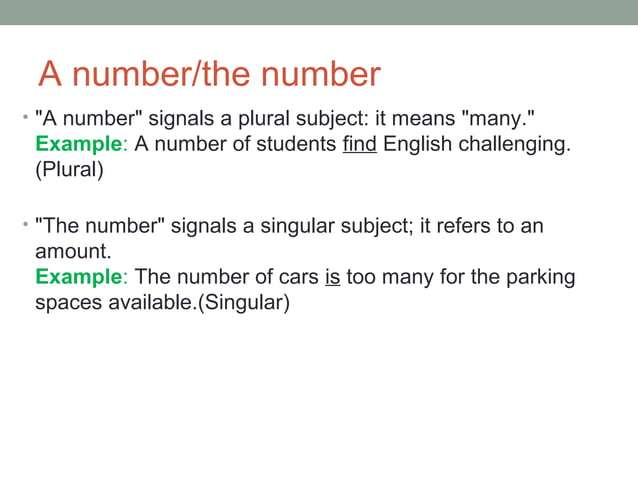 A number/the number
• "A number" signals a plural subject: it means "many."
Example: A number of students find English challenging.
(Plural)
• "The number" signals a singular subject; it refers to an
amount.
Example: The number of cars is too many for the parking
spaces available.(Singular)